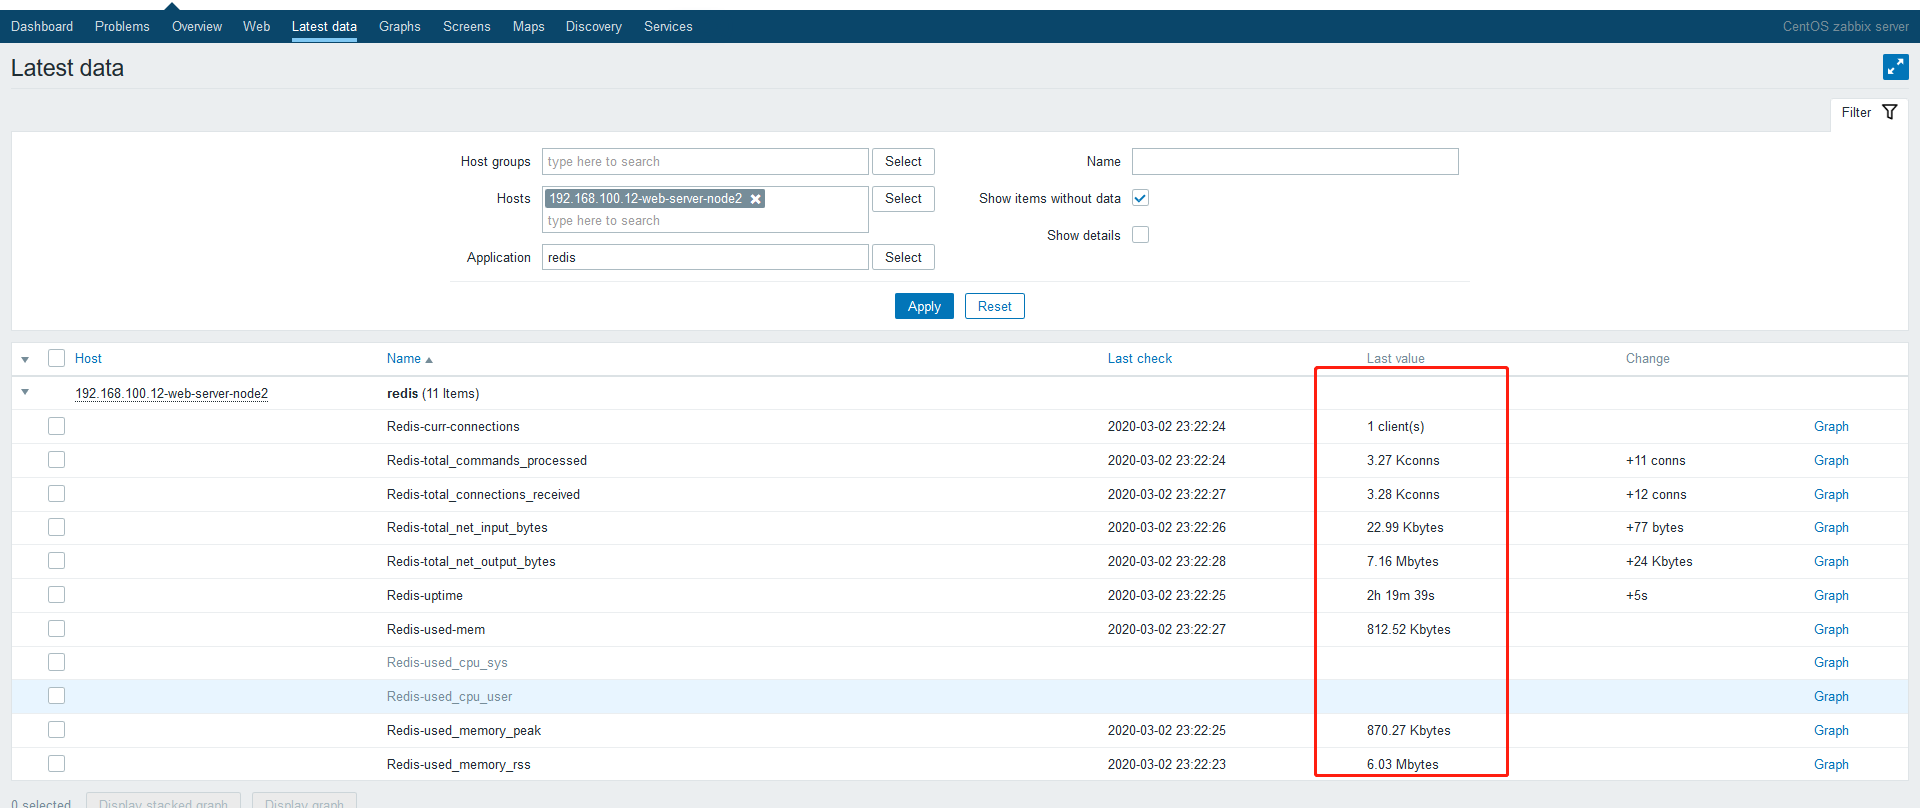 Dashboard Problems Overview Web Latest data Graphs Screens Maps Discovery Services CentOS zabbix server
Latest data
Filter
Host groups type here to search Select Name
Hosts 192.168.100.12-web-server-node2 Select Show items without data
type here to search
Show details
Application redis Select
Apply Reset
Host Name Last check Last value Change
192.168.100.12-web-server-node2 redis (11 Items)
Redis-curr-connections 2020-03-02 23:22:24 1 client(s) Graph
Redis-total_commands_processed 2020-03-02 23:22:24 3.27 Kconns +11 conns Graph
Redis-total_connections_received 2020-03-02 23:22:27 3.28 Kconns +12 conns Graph
Redis-total_net_input_bytes 2020-03-02 23:22:26 22.99 Kbytes +77 bytes Graph
Redis-total_net_output_bytes 2020-03-02 23:22:28 7.16 Mbytes +24 Kbytes Graph
Redis-uptime 2020-03-02 23:22:25 2h 19m 39s +5s Graph
Redis-used-mem 2020-03-02 23:22:27 812.52 Kbytes Graph
Redis-used_cpu_sys Graph
Redis-used_cpu_user Graph
Redis-used_memory_peak 2020-03-02 23:22:25 870.27 Kbytes Graph
Redis-used_memory_rss 2020-03-02 23:22:23 6.03 Mbytes Graph
0 selected Display stacked graph Display graph